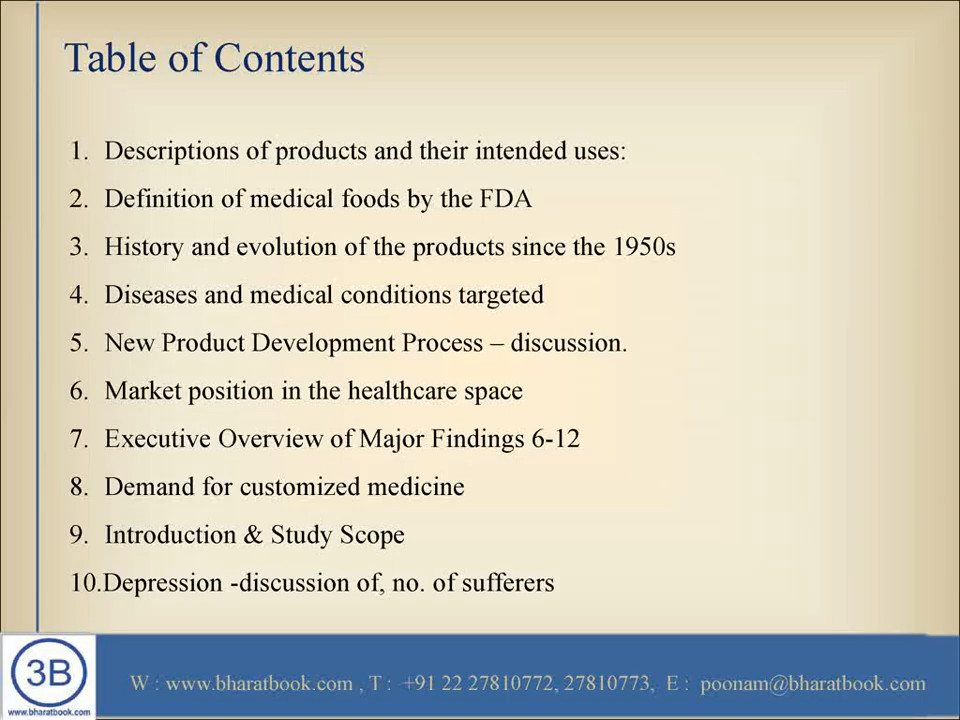 Table of Contents
1. Descriptions of products and their intended uses:
2. Definition of medical foods by the FDA
3. History and evolution of the products since the 1950s
4. Diseases and medical conditions targeted
5. New Product Development Process – discussion.
6. Market position in the healthcare space
7. Executive Overview of Major Findings 6-12
8. Demand for customized medicine
9. Introduction & Study Scope
10.Depression -discussion of, no. of sufferers
3B
www.bharatbook.com
W : www.bharatbook.com , T : +91 22 27810772, 27810773, E : poonam@bharatbook.com